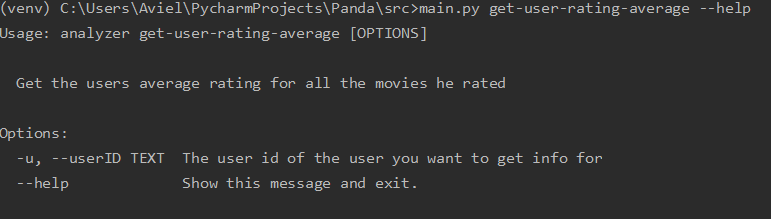 (venv) C:\Users\Aviel\PycharmProjects\Panda\src>main.py get-user-rating-average --help
Usage: analyzer get-user-rating-average [OPTIONS]
Get the users average rating for all the movies he rated
Options:
-u, --userID TEXT  The user id of the user you want to get info for
--help             Show this message and exit.